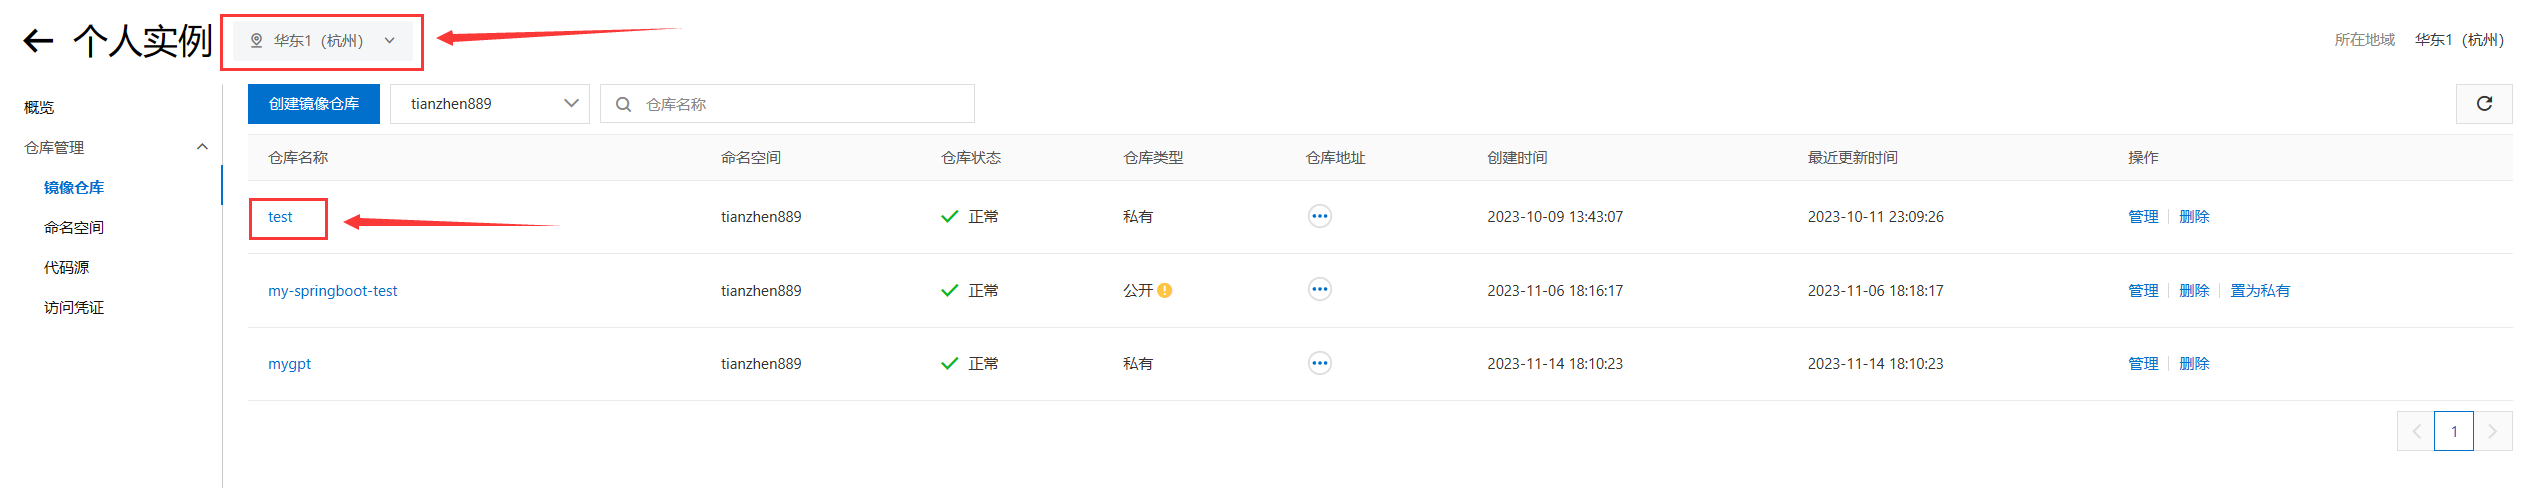 个人实例 华东1（杭州） 所在地域 华东1（杭州）
概览
仓库管理
镜像仓库
命名空间
代码源
访问凭证
创建镜像仓库 tianzhen889 仓库名称
仓库名称 命名空间 仓库状态 仓库类型 仓库地址 创建时间 最近更新时间 操作
test tianzhen889 正常 私有 2023-10-09 13:43:07 2023-10-11 23:09:26 管理 删除
my-springboot-test tianzhen889 正常 公开 2023-11-06 18:16:17 2023-11-06 18:18:17 管理 删除 置为私有
mygpt tianzhen889 正常 私有 2023-11-14 18:10:23 2023-11-14 18:10:23 管理 删除
1